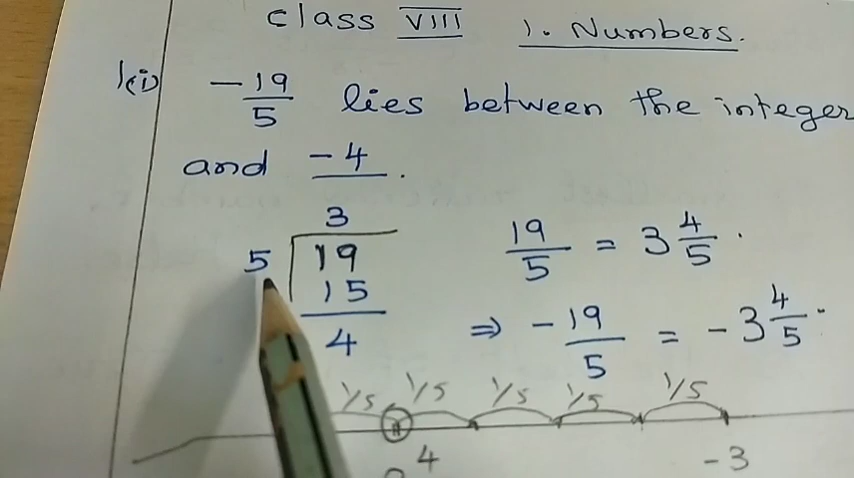 class VIII
1. Numbers.
1(i) -19/5 lies between the integer
and -4.
3
5 19
15
4
19/5 = 3 4/5.
⇒ -19/5 = -3 4/5.
1/5 1/5 1/5 1/5 1/5
4 -3